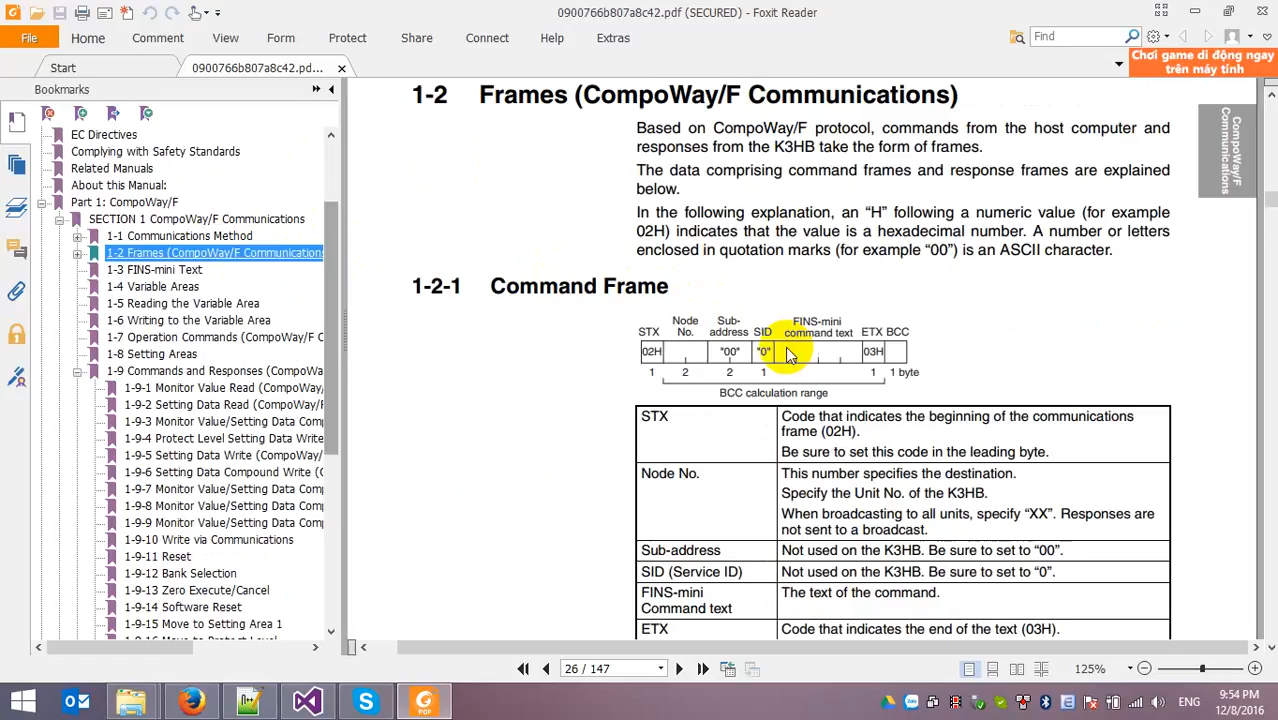 0900766b807a8c42.pdf (SECURED) - Foxit Reader
File Home Comment View Form Protect Share Connect Help Extras Find
Start 0900766b807a8c42.pd...
Chơi game di động ngay
trên máy tính
Bookmarks
EC Directives
Complying with Safety Standards
Related Manuals
About this Manual:
Part 1: CompoWay/F
SECTION 1 CompoWay/F Communications
1-1 Communications Method
1-2 Frames (CompoWay/F Communications
1-3 FINS-mini Text
1-4 Variable Areas
1-5 Reading the Variable Area
1-6 Writing to the Variable Area
1-7 Operation Commands (CompoWay/F
1-8 Setting Areas
1-9 Commands and Responses (CompoWay/F
1-9-1 Monitor Value Read (CompoWay/F
1-9-2 Setting Data Read (CompoWay/F
1-9-3 Monitor Value/Setting Data Com
1-9-4 Protect Level Setting Data Write
1-9-5 Setting Data Write (CompoWay/F
1-9-6 Setting Data Compound Write (C
1-9-7 Monitor Value/Setting Data Com
1-9-8 Monitor Value/Setting Data Com
1-9-9 Monitor Value/Setting Data Com
1-9-10 Write via Communications
1-9-11 Reset
1-9-12 Bank Selection
1-9-13 Zero Execute/Cancel
1-9-14 Software Reset
1-9-15 Move to Setting Area 1
1-9-16 Move to Protect Level
1-2 Frames (CompoWay/F Communications)
Based on CompoWay/F protocol, commands from the host computer and
responses from the K3HB take the form of frames.
The data comprising command frames and response frames are explained
below.
In the following explanation, an “H” following a numeric value (for example
02H) indicates that the value is a hexadecimal number. A number or letters
enclosed in quotation marks (for example “00”) is an ASCII character.
CompoWay/F
Communications
1-2-1 Command Frame
STX Node No. Sub-address SID FINS-mini command text ETX BCC
02H "00" "0" 03H
1 2 2 1 1 1 byte
BCC calculation range
STX Code that indicates the beginning of the communications
frame (02H).
Be sure to set this code in the leading byte.
Node No. This number specifies the destination.
Specify the Unit No. of the K3HB.
When broadcasting to all units, specify “XX”. Responses are
not sent to a broadcast.
Sub-address Not used on the K3HB. Be sure to set to “00”.
SID (Service ID) Not used on the K3HB. Be sure to set to “0”.
FINS-mini The text of the command.
Command text
ETX Code that indicates the end of the text (03H).
26 / 147 125%
ENG 9:54 PM
12/8/2016